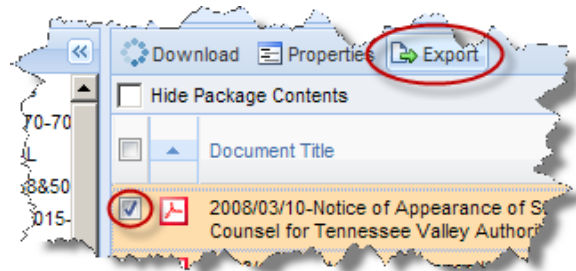 Download Properties Export
Hide Package Contents
70-70
L
Document Title
8&50
015-
2008/03/10-Notice of Appearance of
Counsel for Tennessee Valley